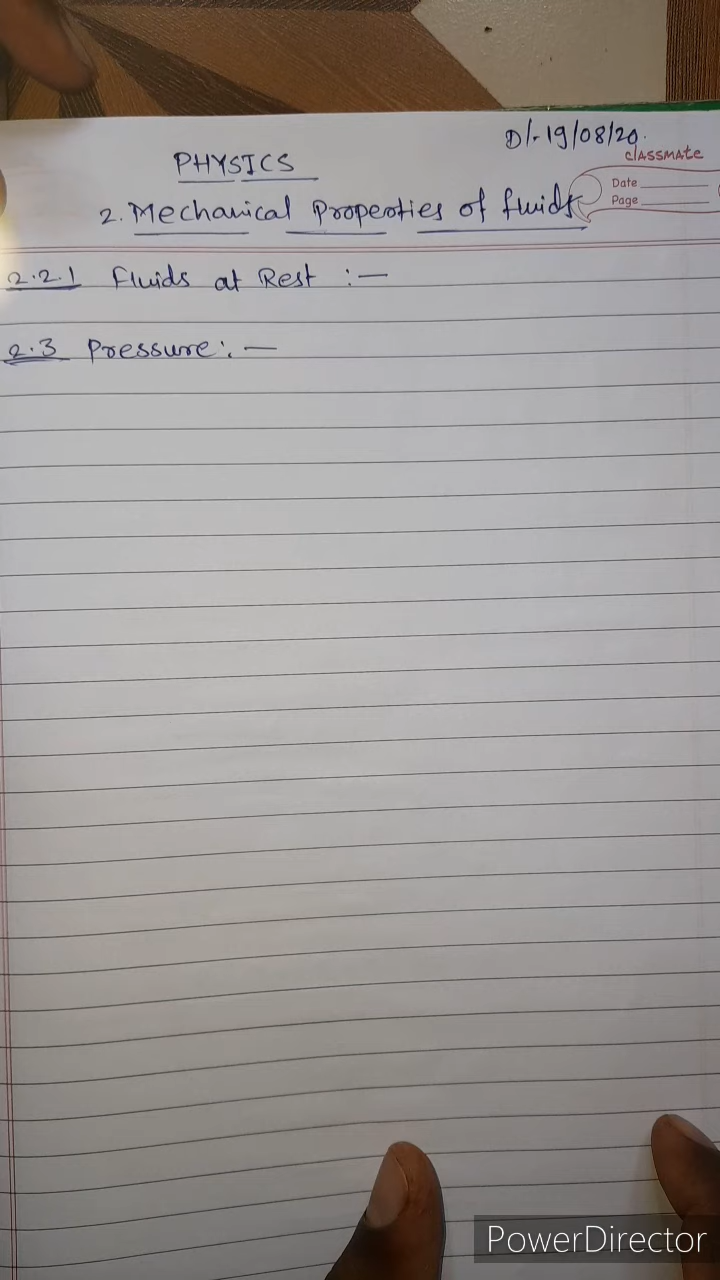 D/- 19/08/20.
classmate
PHYSICS
Date
Page
2. Mechanical Properties of fluids
2.2.1 Fluids at Rest :—
2.3 Pressure :—
PowerDirector